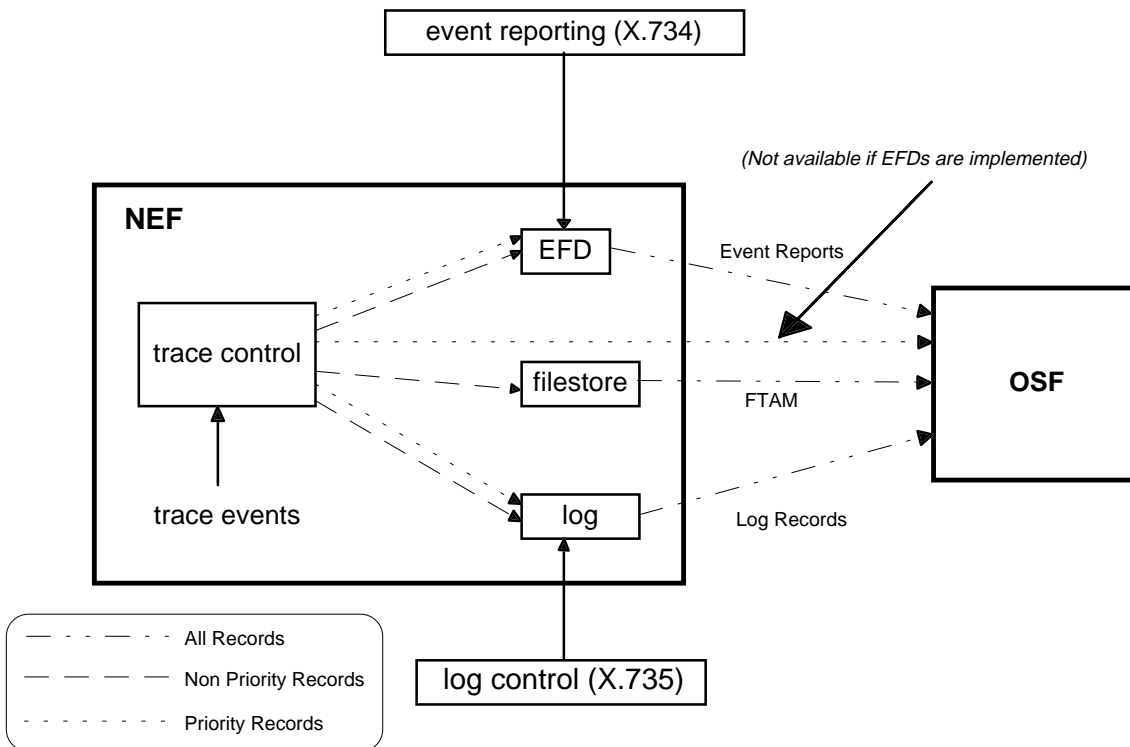 event reporting (X.734)
(Not available if EFDs are implemented)
NEF
EFD
Event Reports
trace control
filestore
OSF
FTAM
trace events
log
Log Records
All Records
Non Priority Records
Priority Records
log control (X.735)